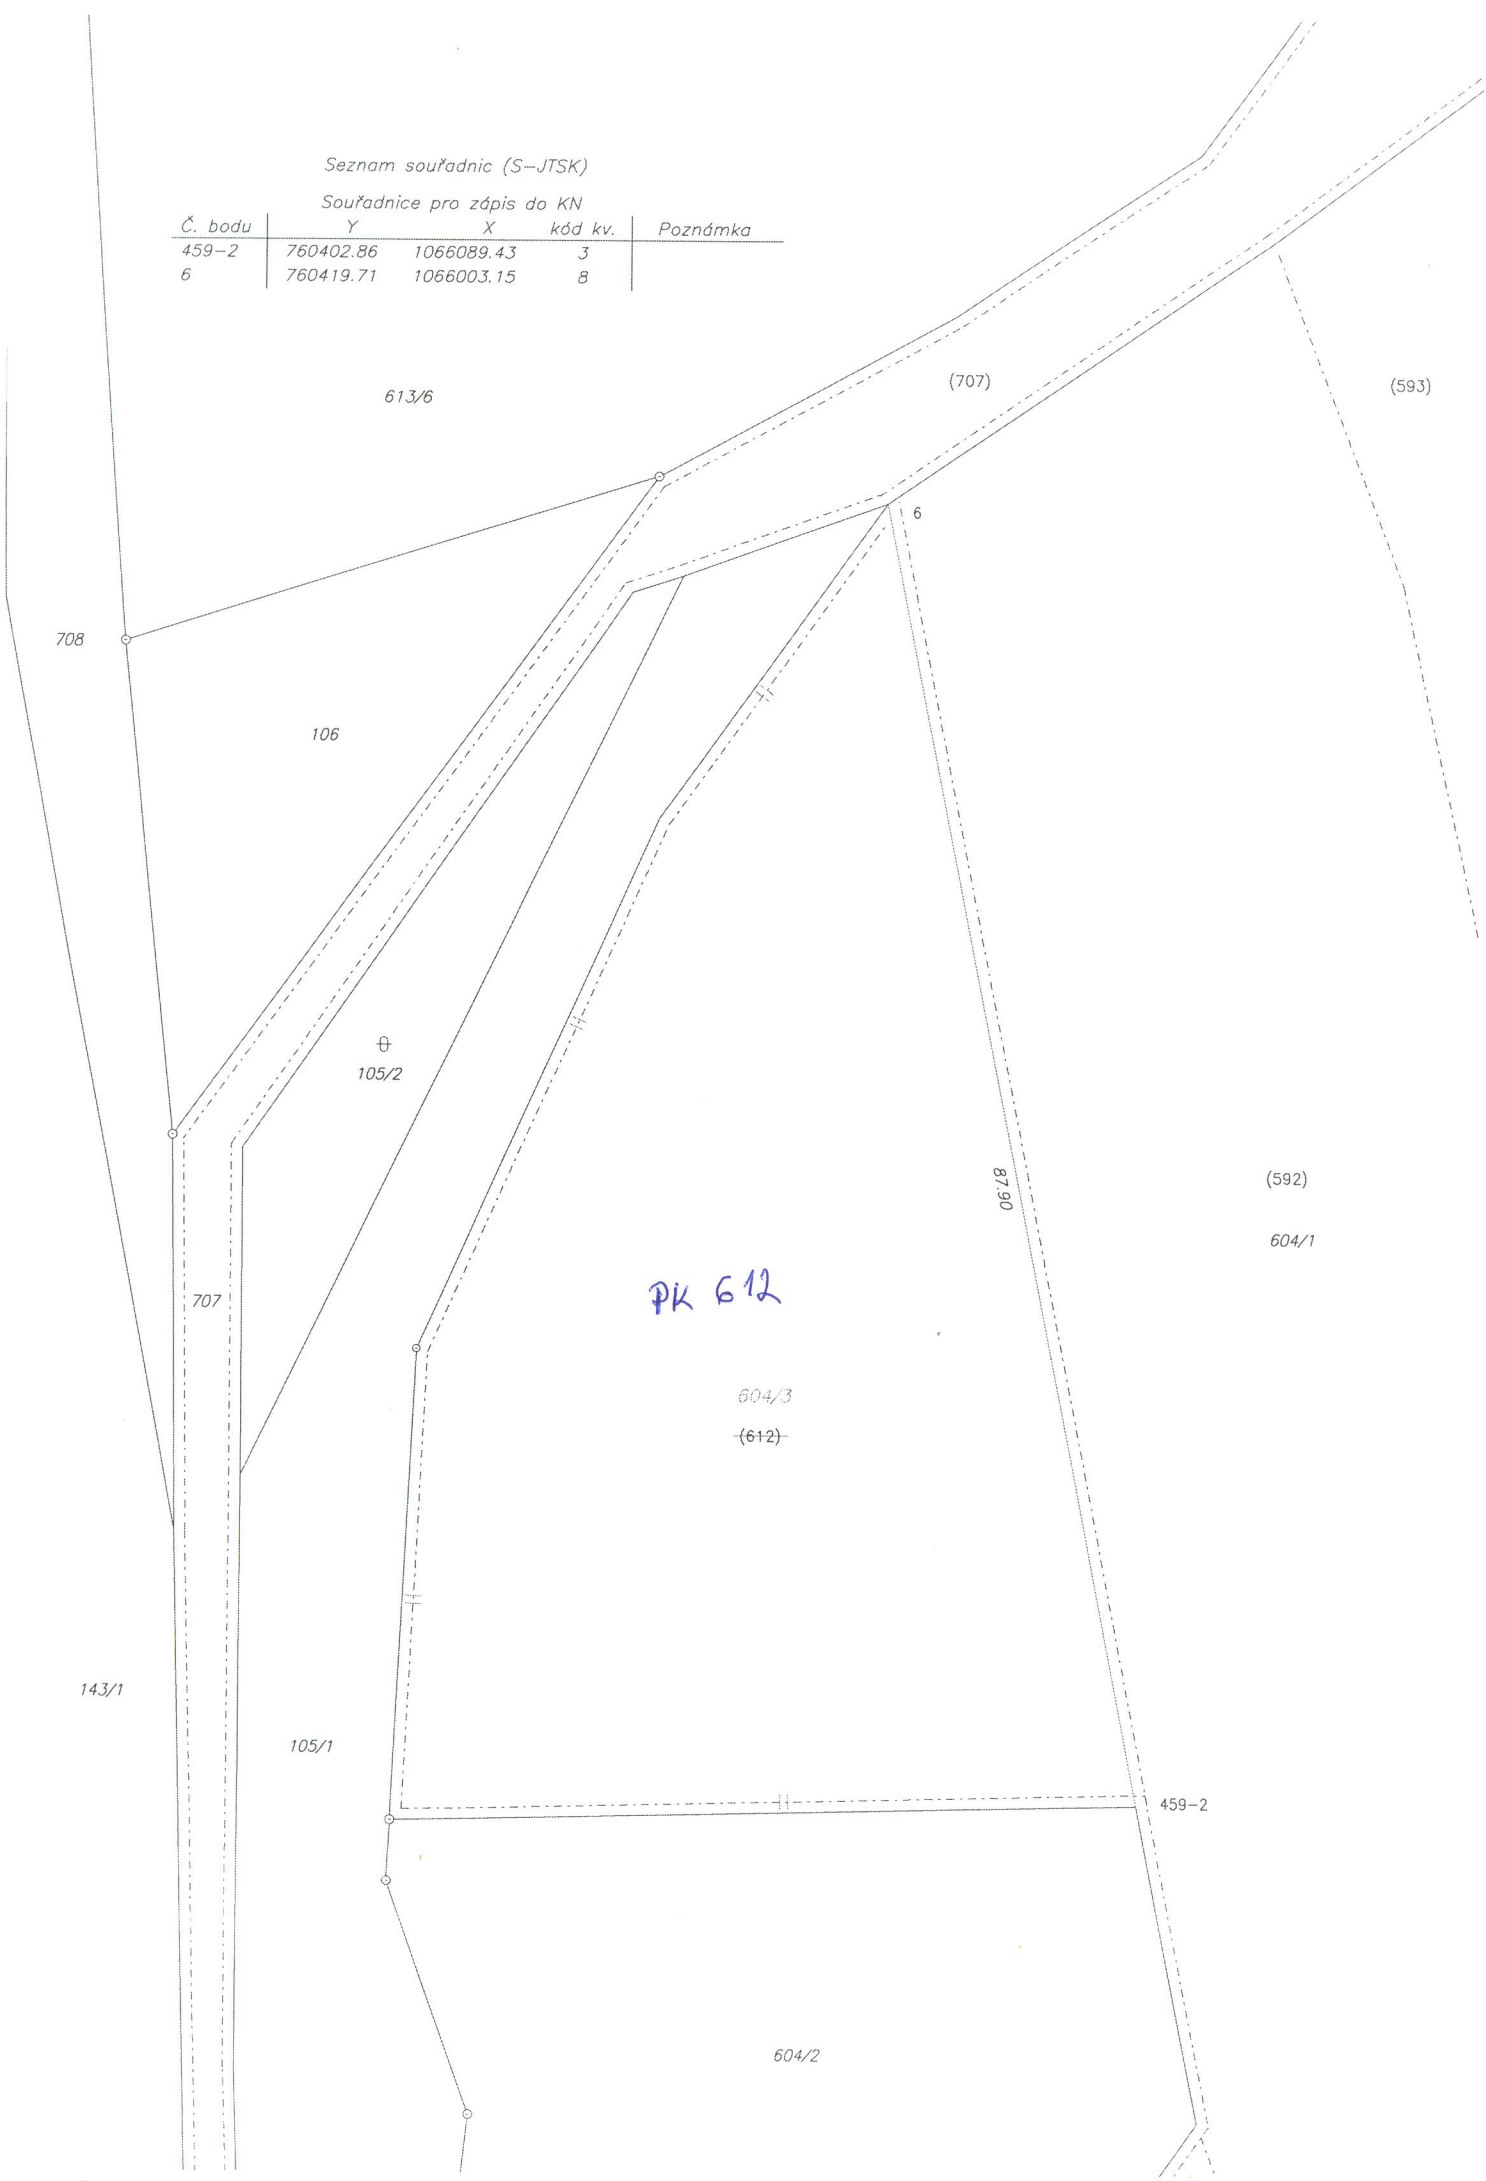 Seznam souřadnic (S-JTSK)
Souřadnice pro zápis do KN
Č. bodu Y X kód kv. Poznámka
459-2 760402.86 1066089.43 3
6 760419.71 1066003.15 8
613/6
(707)
(593)
6
708
106
105/2
87.90
(592)
604/1
707
PK 612
604/3
(612)
143/1
105/1
459-2
604/2